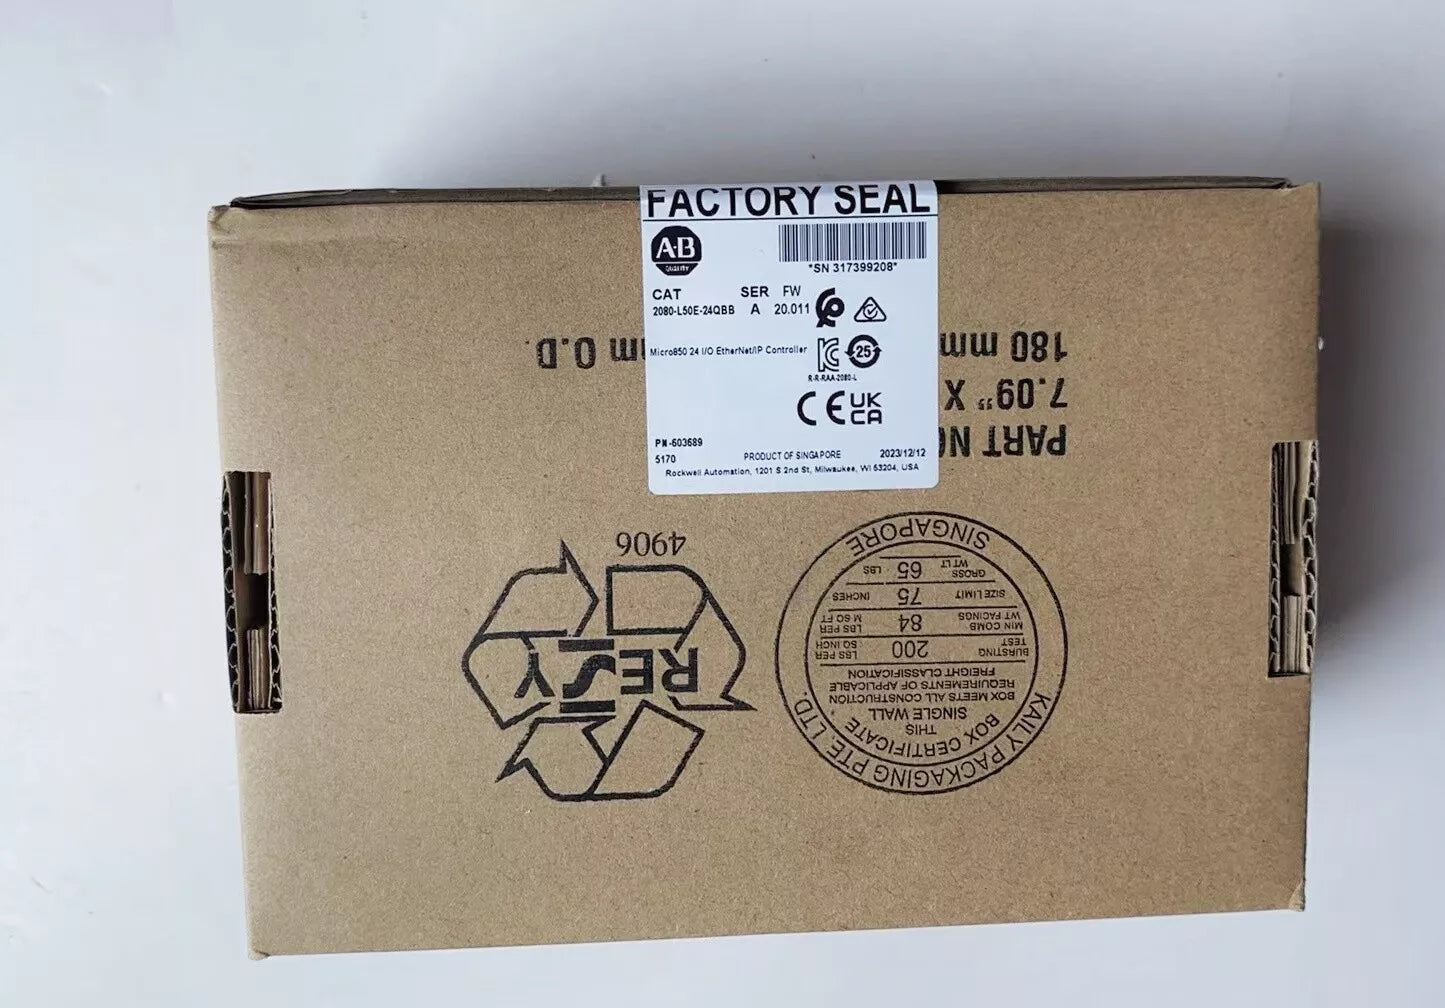 FACTORY SEAL
A-B
QUALITY
*SN 317399208*
CAT SER FW
2080-L50E-24QBB A 20.011
Micro850 24 I/O EtherNet/IP Controller
25
R-R-RAA-2080-L
CE UK CA
PN-603689
5170 PRODUCT OF SINGAPORE 2023/12/12
Rockwell Automation, 1201 S 2nd St, Milwaukee, WI 53204, USA
PART
7.09" X
180 mm
O.D.
4906
RESY
KAILY PACKAGING PTE. LTD.
SINGAPORE
BOX CERTIFICATE
THIS
SINGLE WALL
BOX MEETS ALL CONSTRUCTION
REQUIREMENTS OF APPLICABLE
FREIGHT CLASSIFICATION
BURSTING TEST 200 LBS PER SQ INCH
MIN COMB WT FACINGS 84 LBS PER M SQ FT
SIZE LIMIT 75 INCHES
GROSS WT LT 65 LBS